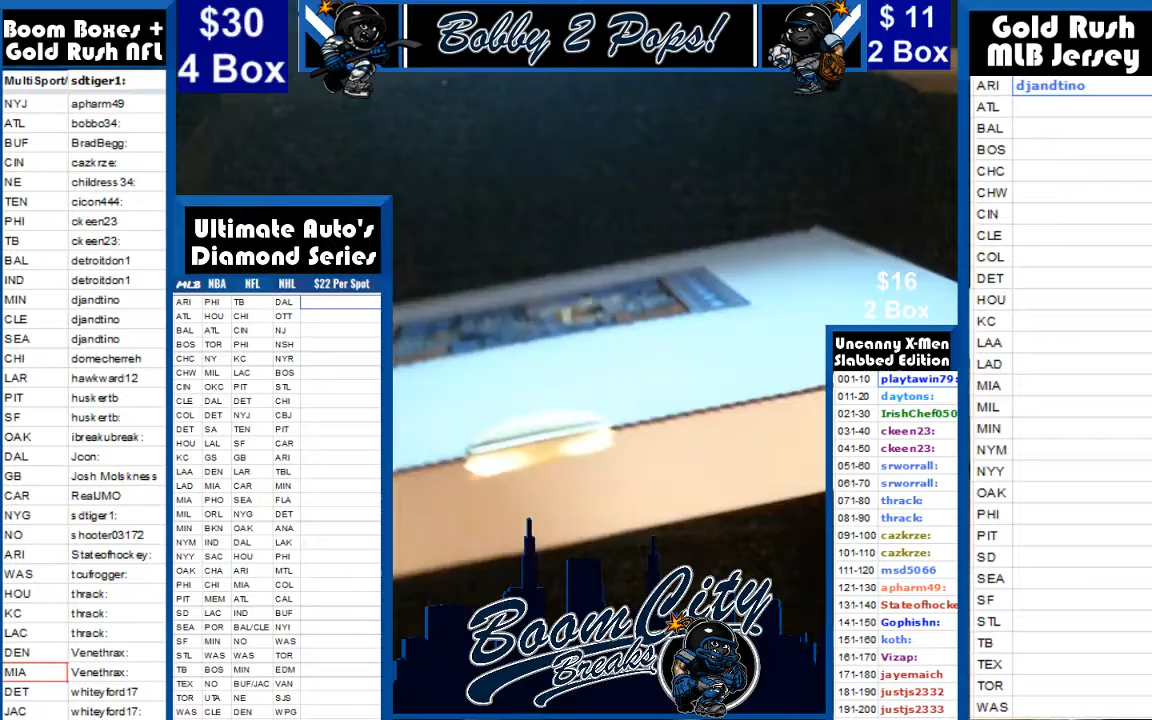 Boom Boxes +
Gold Rush NFL
MultiSport/ sdtiger1:
NYJ apharm49
ATL bobbo34:
BUF BradBegg:
CIN cazkrze:
NE childress 34:
TEN cicon444:
PHI ckeen23
TB ckeen23:
BAL detroitdon1
IND detroitdon1
MIN djandtino
CLE djandtino
SEA djandtino
CHI domecherreh
LAR hawkward12
PIT huskertb
SF huskertb:
OAK ibreakubreak:
DAL Jcon:
GB Josh Molskness
CAR RealJMO
NYG sdtiger1:
NO shooter03172
ARI Stateofhockey:
WAS tcufrogger:
HOU thrack:
KC thrack:
LAC thrack:
DEN Venethrax:
MIA Venethrax:
DET whiteyford17
JAC whiteyford17:
$30
4 Box
Bobby 2 Pops!
$ 11
2 Box
Ultimate Auto's
Diamond Series
MLB NBA NFL NHL $22 Per Spot
ARI PHI TB DAL
ATL HOU CHI OTT
BAL ATL CIN NJ
BOS TOR PHI NSH
CHC NY KC NYR
CHW MIL LAC BOS
CIN OKC PIT STL
CLE DAL DET CHI
COL DET NYJ CBJ
DET SA TEN PIT
HOU LAL SF CAR
KC GS GB ARI
LAA DEN LAR TBL
LAD MIA CAR MIN
MIA PHO SEA FLA
MIL ORL NYG DET
MIN BKN OAK ANA
NYM IND DAL LAK
NYY SAC HOU PHI
OAK CHA ARI MTL
PHI CHI MIA COL
PIT MEM ATL CAL
SD LAC IND BUF
SEA POR BAL/CLE NYI
SF MIN NO WAS
STL WAS WAS TOR
TB BOS MIN EDM
TEX NO BUF/JAC VAN
TOR UTA NE SJS
WAS CLE DEN WPG
Boom City
Breaks
$16
2 Box
Uncanny X-Men
Slabbed Edition
001-10 playtawin79:
011-20 daytons:
021-30 IrishChef050
031-40 ckeen23:
041-50 ckeen23:
051-60 srworrall:
061-70 srworrall:
071-80 thrack:
081-90 thrack:
091-100 cazkrze:
101-110 cazkrze:
111-120 msd5066
121-130 apharm49:
131-140 Stateofhocke
141-150 Gophishn:
151-160 koth:
161-170 Vizap:
171-180 jayemaich
181-190 justjs2332
191-200 justjs2333
Gold Rush
MLB Jersey
ARI djandtino
ATL
BAL
BOS
CHC
CHW
CIN
CLE
COL
DET
HOU
KC
LAA
LAD
MIA
MIL
MIN
NYM
NYY
OAK
PHI
PIT
SD
SEA
SF
STL
TB
TEX
TOR
WAS